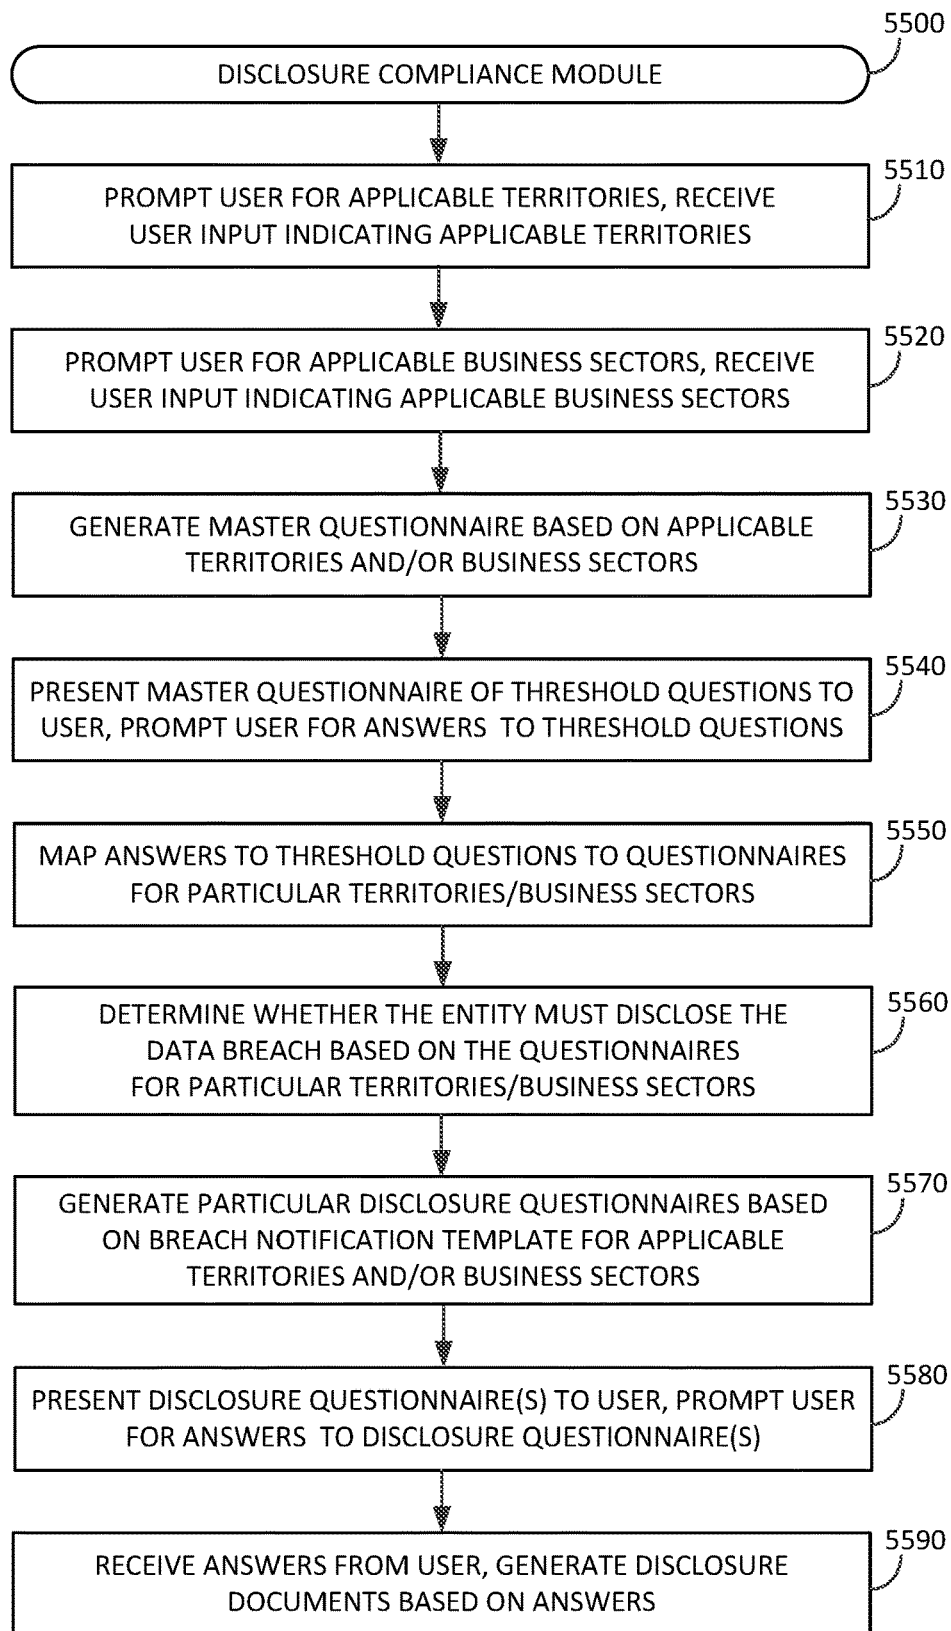 5500
DISCLOSURE COMPLIANCE MODULE
5510
PROMPT USER FOR APPLICABLE TERRITORIES, RECEIVE
USER INPUT INDICATING APPLICABLE TERRITORIES
5520
PROMPT USER FOR APPLICABLE BUSINESS SECTORS, RECEIVE
USER INPUT INDICATING APPLICABLE BUSINESS SECTORS
5530
GENERATE MASTER QUESTIONNAIRE BASED ON APPLICABLE
TERRITORIES AND/OR BUSINESS SECTORS
5540
PRESENT MASTER QUESTIONNAIRE OF THRESHOLD QUESTIONS TO
USER, PROMPT USER FOR ANSWERS TO THRESHOLD QUESTIONS
5550
MAP ANSWERS TO THRESHOLD QUESTIONS TO QUESTIONNAIRES
FOR PARTICULAR TERRITORIES/BUSINESS SECTORS
5560
DETERMINE WHETHER THE ENTITY MUST DISCLOSE THE
DATA BREACH BASED ON THE QUESTIONNAIRES
FOR PARTICULAR TERRITORIES/BUSINESS SECTORS
5570
GENERATE PARTICULAR DISCLOSURE QUESTIONNAIRES BASED
ON BREACH NOTIFICATION TEMPLATE FOR APPLICABLE
TERRITORIES AND/OR BUSINESS SECTORS
5580
PRESENT DISCLOSURE QUESTIONNAIRE(S) TO USER, PROMPT USER
FOR ANSWERS TO DISCLOSURE QUESTIONNAIRE(S)
5590
RECEIVE ANSWERS FROM USER, GENERATE DISCLOSURE
DOCUMENTS BASED ON ANSWERS